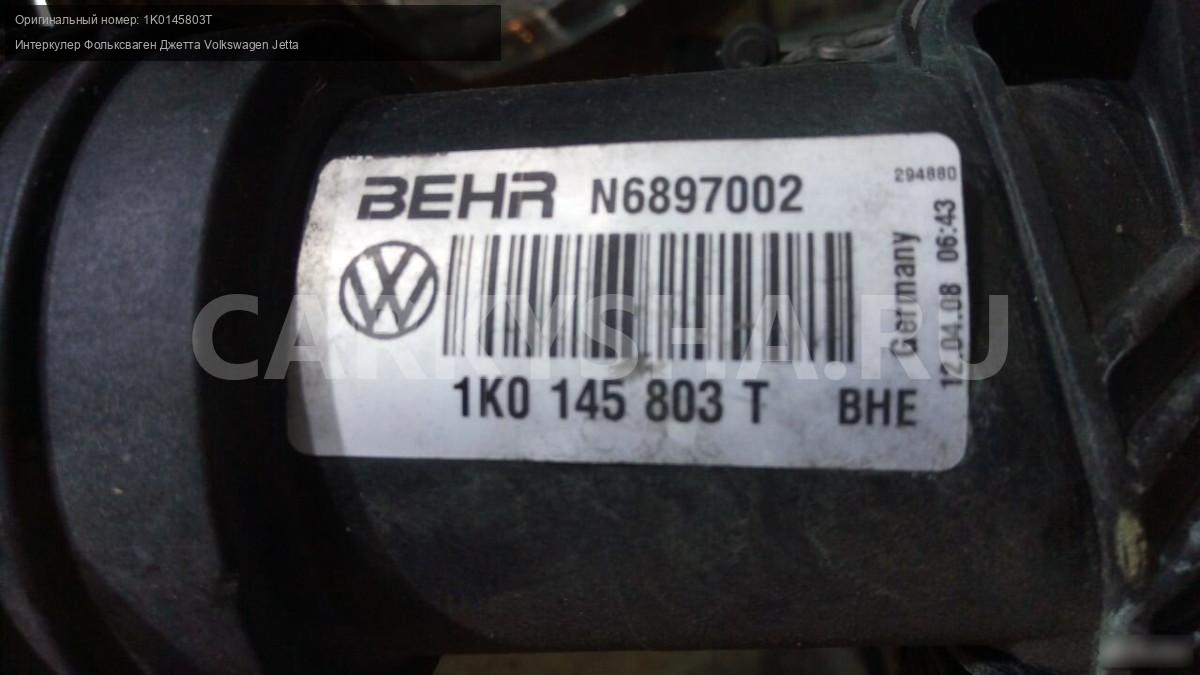 Оригинальный номер: 1K0145803T
Интеркулер Фольксваген Джетта Volkswagen Jetta
BEHR N6897002
294880
Germany
12.04.08 06:43
CARKYSHA.RU
1K0 145 803 T BHE